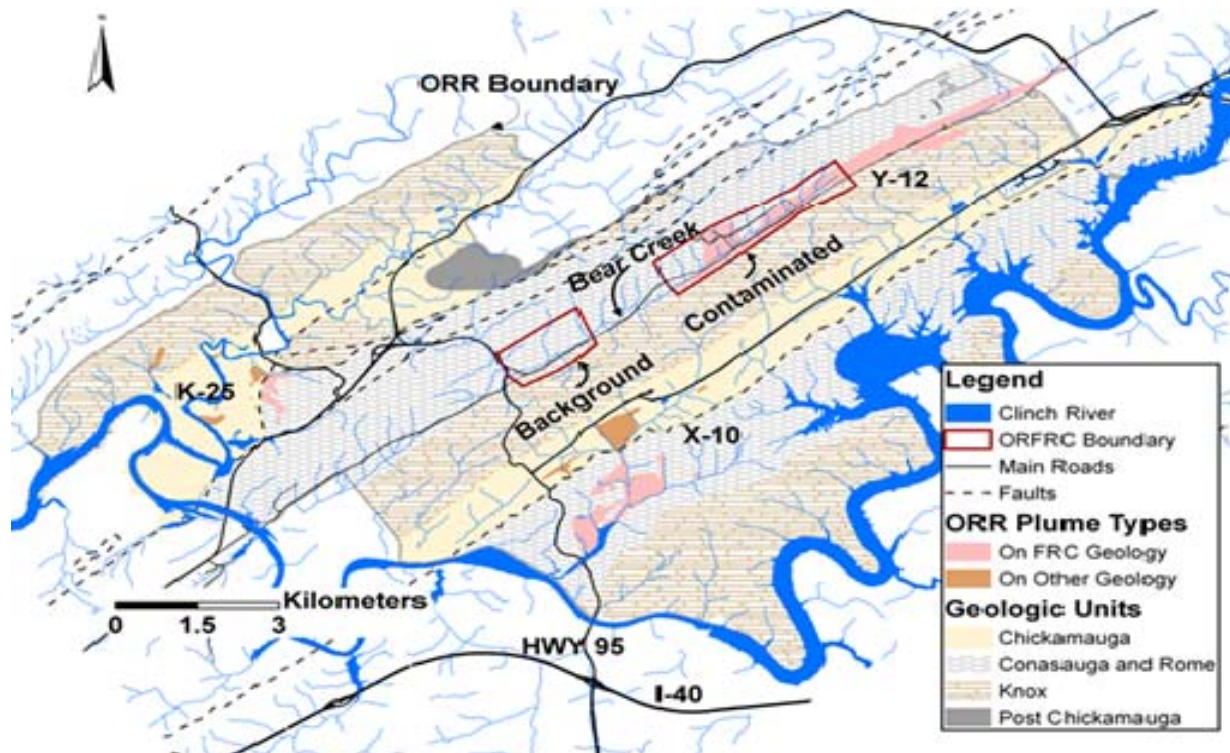 ORR Boundary
Y-12
Bear Creek
Contaminated
Background
K-25
X-10
Kilometers
0 1.5 3
HWY 95
I-40
Legend
Clinch River
ORFRC Boundary
Main Roads
Faults
ORR Plume Types
On FRC Geology
On Other Geology
Geologic Units
Chickamauga
Conasauga and Rome
Knox
Post Chickamauga